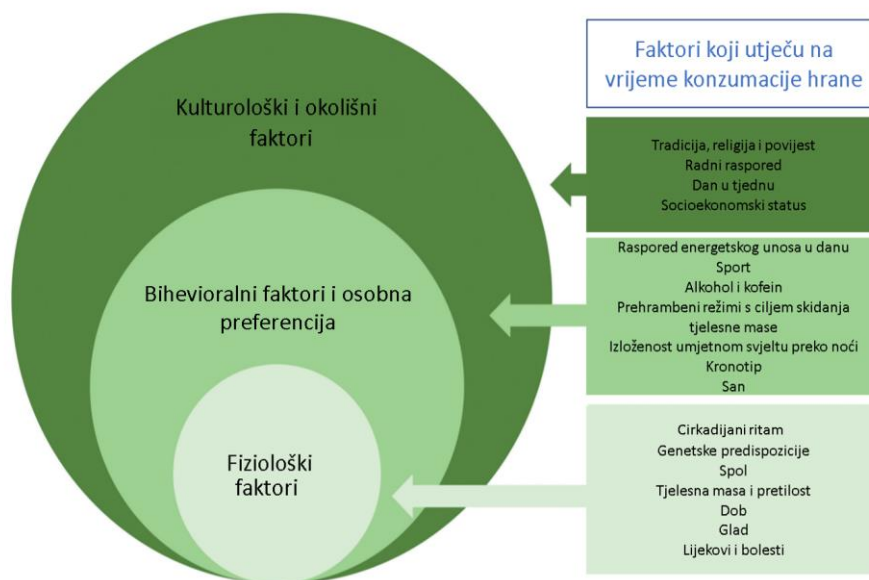 Faktori koji utječu na
vrijeme konzumacije hrane
Kulturološki i okolišni
faktori
Tradicija, religija i povijest
Radni raspored
Dan u tjednu
Socioekonomski status
Bihevioralni faktori i osobna
preferencija
Raspored energetskog unosa u danu
Sport
Alkohol i kofein
Prehrambeni režimi s ciljem skidanja
tjelesne mase
Izloženost umjetnom svjeltu preko noći
Kronotip
San
Fiziološki
faktori
Cirkadijani ritam
Genetske predispozicije
Spol
Tjelesna masa i pretilost
Dob
Glad
Lijekovi i bolesti